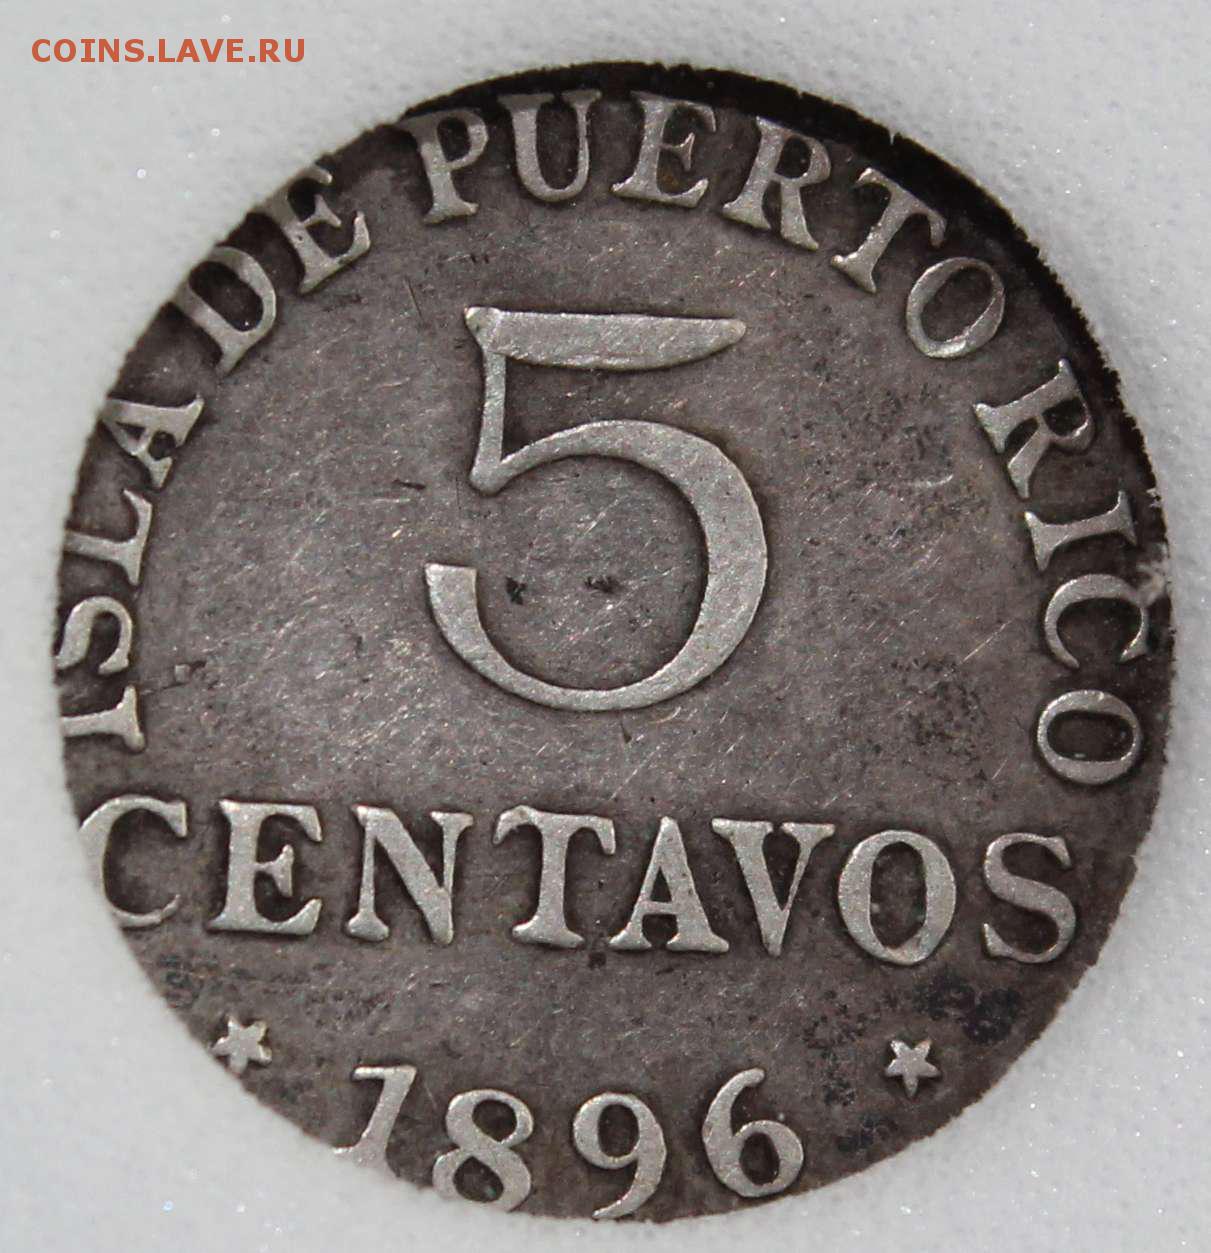 COINS.LAVE.RU
ISLA DE PUERTO RICO
5
CENTAVOS
1896